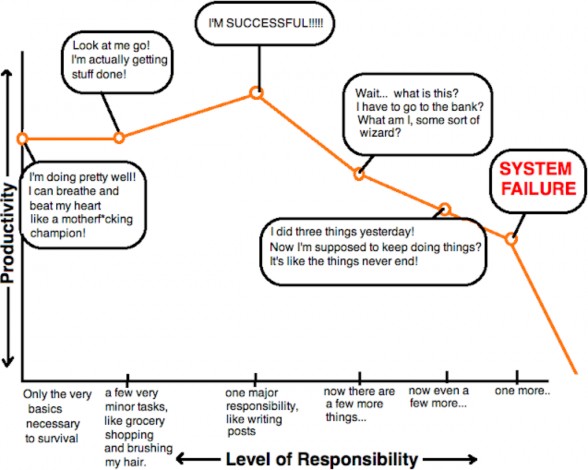 I'M SUCCESSFUL!!!!!
Look at me go!
I'm actually getting
stuff done!
Wait... what is this?
I have to go to the bank?
What am I, some sort of
wizard?
SYSTEM
FAILURE
I'm doing pretty well!
I can breathe and
beat my heart
like a motherf*cking
champion!
I did three things yesterday!
Now I'm supposed to keep doing things?
It's like the things never end!
Productivity
Only the very
basics
necessary
to survival
a few very
minor tasks,
like grocery
shopping
and brushing
my hair.
one major
responsibility,
like writing
posts
now there are
a few more
things...
now even a
few more...
one more..
Level of Responsibility